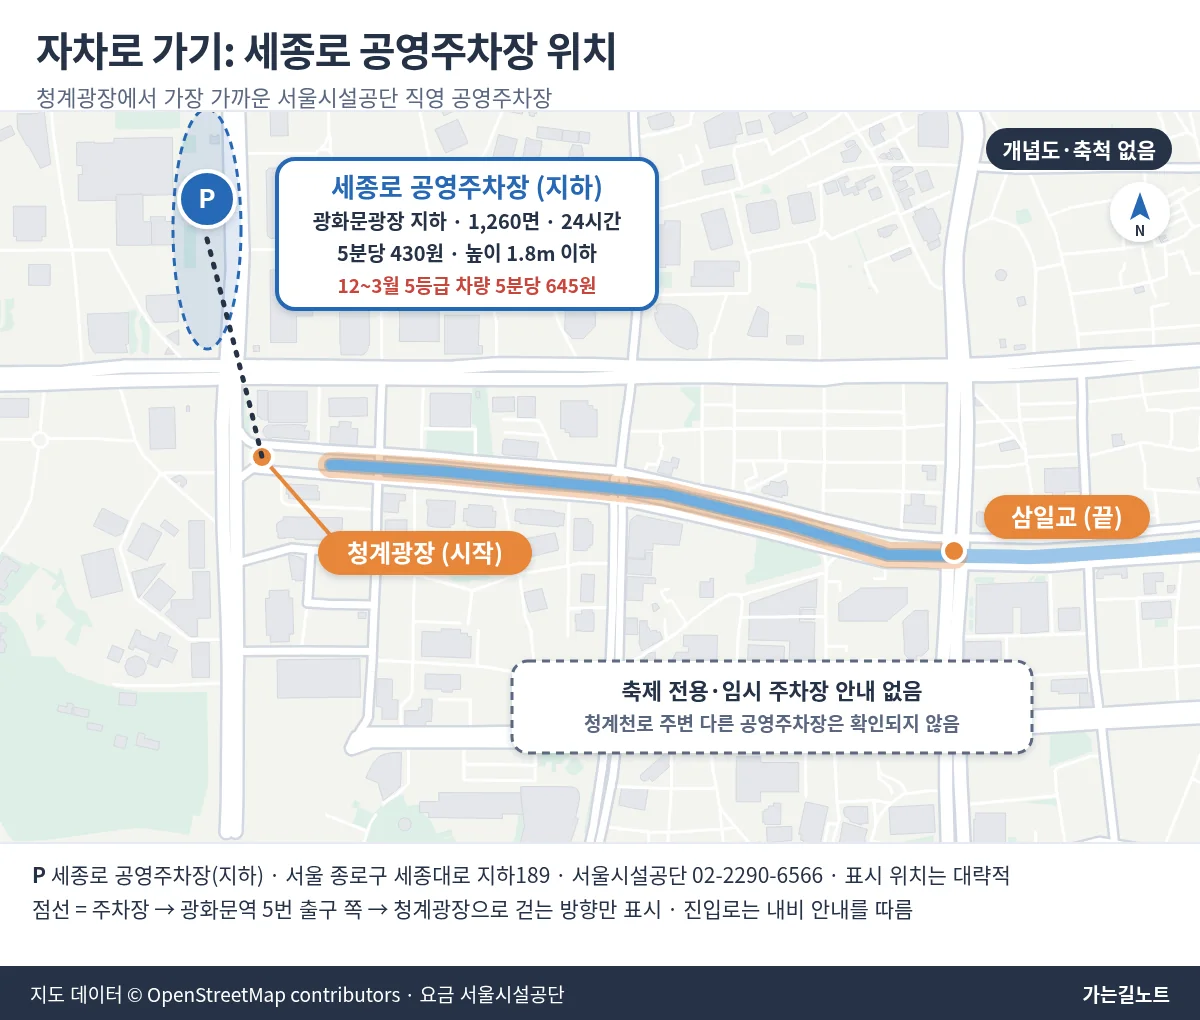 자차로 가기: 세종로 공영주차장 위치
청계광장에서 가장 가까운 서울시설공단 직영 공영주차장
개념도·축척 없음
N
P
세종로 공영주차장 (지하)
광화문광장 지하 · 1,260면 · 24시간
5분당 430원 · 높이 1.8m 이하
12~3월 5등급 차량 5분당 645원
삼일교 (끝)
청계광장 (시작)
축제 전용·임시 주차장 안내 없음
청계천로 주변 다른 공영주차장은 확인되지 않음
P 세종로 공영주차장(지하) · 서울 종로구 세종대로 지하189 · 서울시설공단 02-2290-6566 · 표시 위치는 대략적
점선 = 주차장 → 광화문역 5번 출구 쪽 → 청계광장으로 걷는 방향만 표시 · 진입로는 내비 안내를 따름
지도 데이터 © OpenStreetMap contributors · 요금 서울시설공단
가는길노트